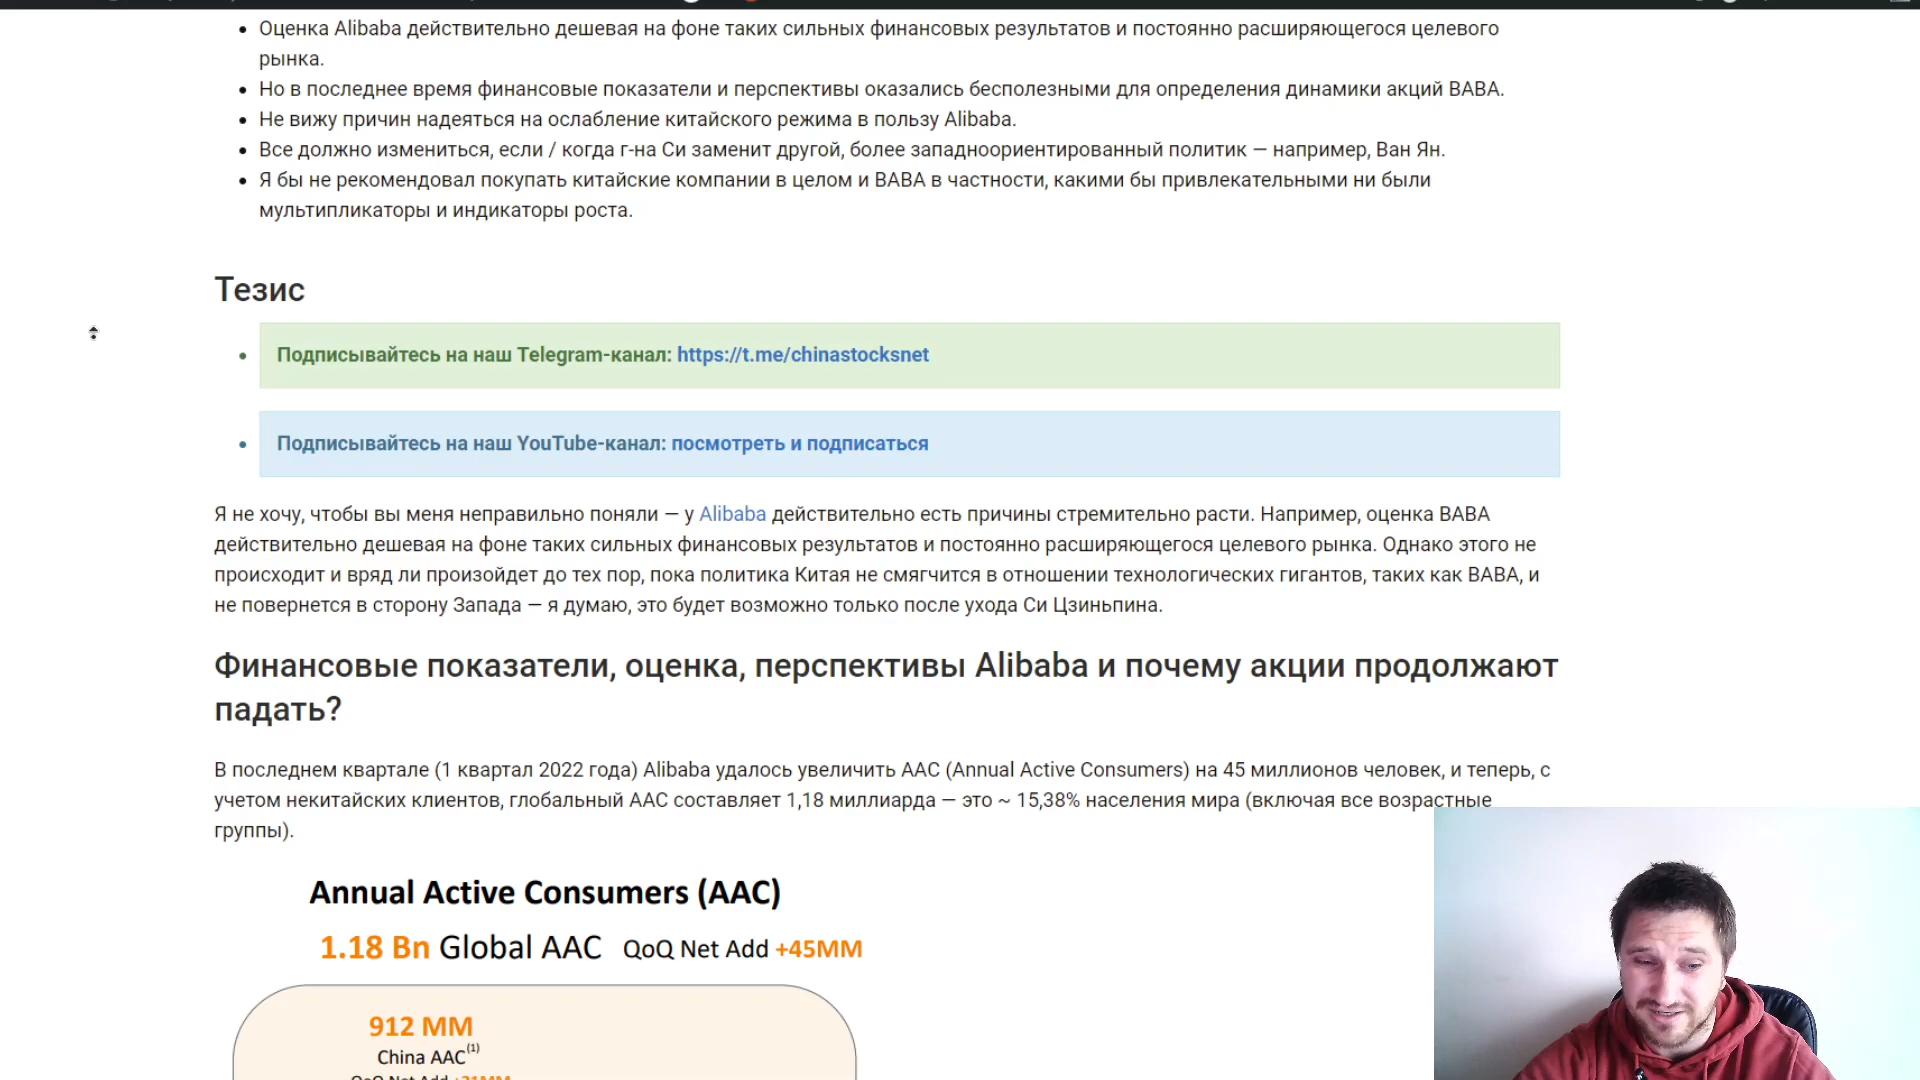 Оценка Alibaba действительно дешевая на фоне таких сильных финансовых результатов и постоянно расширяющегося целевого
рынка.
Но в последнее время финансовые показатели и перспективы оказались бесполезными для определения динамики акций BABA.
Не вижу причин надеяться на ослабление китайского режима в пользу Alibaba.
Все должно измениться, если / когда г-на Си заменит другой, более западноориентированный политик — например, Ван Ян.
Я бы не рекомендовал покупать китайские компании в целом и BABA в частности, какими бы привлекательными ни были
мультипликаторы и индикаторы роста.
Тезис
Подписывайтесь на наш Telegram-канал: https://t.me/chinastocksnet
Подписывайтесь на наш YouTube-канал: посмотреть и подписаться
Я не хочу, чтобы вы меня неправильно поняли — у Alibaba действительно есть причины стремительно расти. Например, оценка BABA
действительно дешевая на фоне таких сильных финансовых результатов и постоянно расширяющегося целевого рынка. Однако этого не
происходит и вряд ли произойдет до тех пор, пока политика Китая не смягчится в отношении технологических гигантов, таких как BABA, и
не повернется в сторону Запада — я думаю, это будет возможно только после ухода Си Цзиньпина.
Финансовые показатели, оценка, перспективы Alibaba и почему акции продолжают
падать?
В последнем квартале (1 квартал 2022 года) Alibaba удалось увеличить AAC (Annual Active Consumers) на 45 миллионов человек, и теперь, с
учетом некитайских клиентов, глобальный AAC составляет 1,18 миллиарда — это ~ 15,38% населения мира (включая все возрастные
группы).
Annual Active Consumers (AAC)
1.18 Bn Global AAC QoQ Net Add +45MM
912 MM
China AAC(1)
QoQ Net Add +21MM